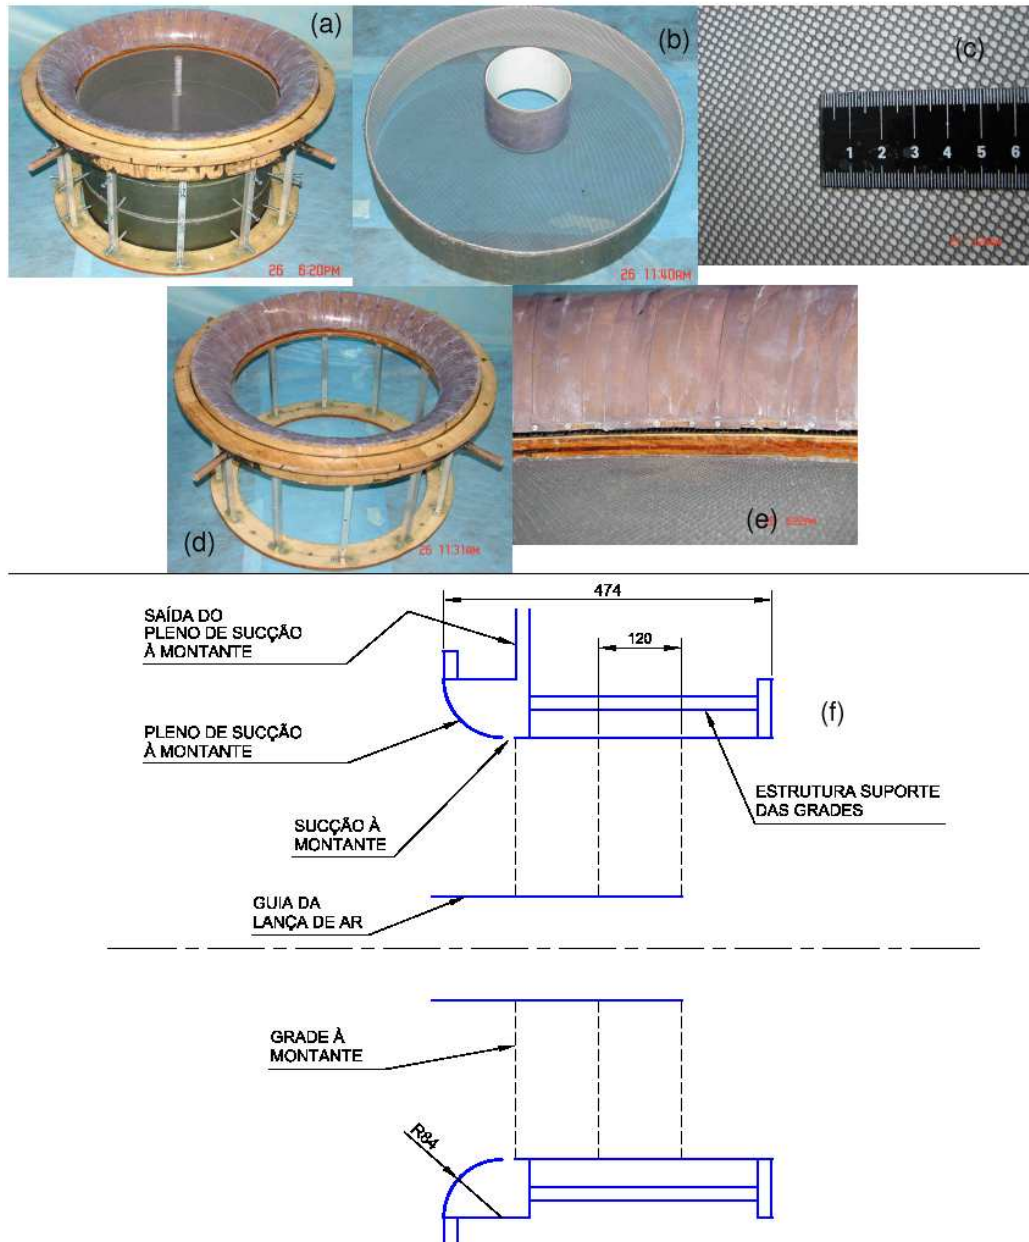 (a)
26 6:20PM
(b)
26 11:40AM
(c)
1 2 3 4 5 6
(d)
26 11:31AM
(e)
474
SAÍDA DO
PLENO DE SUCÇÃO
À MONTANTE
120
(f)
PLENO DE SUCÇÃO
À MONTANTE
ESTRUTURA SUPORTE
DAS GRADES
SUCÇÃO À
MONTANTE
GUIA DA
LANÇA DE AR
GRADE À
MONTANTE
R84